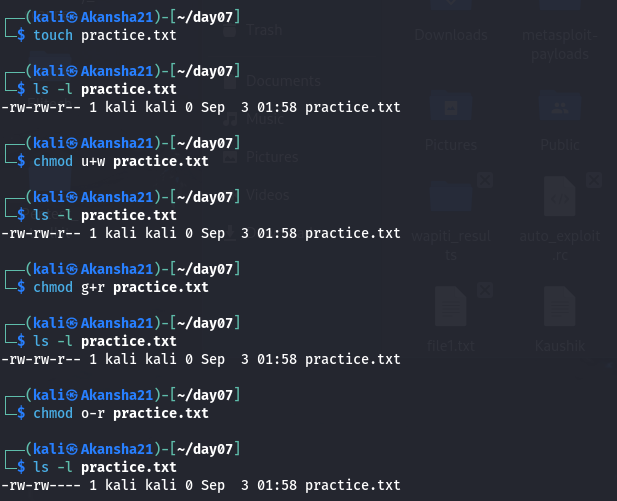 ┌──(kali㉿Akansha21)-[~/day07]
└─$ touch practice.txt
┌──(kali㉿Akansha21)-[~/day07]
└─$ ls -l practice.txt
-rw-rw-r-- 1 kali kali 0 Sep  3 01:58 practice.txt
┌──(kali㉿Akansha21)-[~/day07]
└─$ chmod u+w practice.txt
┌──(kali㉿Akansha21)-[~/day07]
└─$ ls -l practice.txt
-rw-rw-r-- 1 kali kali 0 Sep  3 01:58 practice.txt
┌──(kali㉿Akansha21)-[~/day07]
└─$ chmod g+r practice.txt
┌──(kali㉿Akansha21)-[~/day07]
└─$ ls -l practice.txt
-rw-rw-r-- 1 kali kali 0 Sep  3 01:58 practice.txt
┌──(kali㉿Akansha21)-[~/day07]
└─$ chmod o-r practice.txt
┌──(kali㉿Akansha21)-[~/day07]
└─$ ls -l practice.txt
-rw-rw---- 1 kali kali 0 Sep  3 01:58 practice.txt
Trash
Documents
Music
Pictures
Videos
Downloads
metasploit-
payloads
Pictures
Public
wapiti_resul
ts
auto_exploit
rc
file1.txt
Kaushik